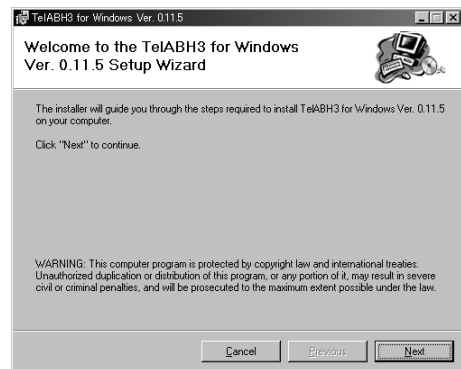 TelABH3 for Windows Ver. 0.11.5
Welcome to the TelABH3 for Windows
Ver. 0.11.5 Setup Wizard
The installer will guide you through the steps required to install TelABH3 for Windows Ver. 0.11.5
on your computer.
Click "Next" to continue.
WARNING: This computer program is protected by copyright law and international treaties.
Unauthorized duplication or distribution of this program, or any portion of it, may result in severe
civil or criminal penalties, and will be prosecuted to the maximum extent possible under the law.
Cancel Previous Next